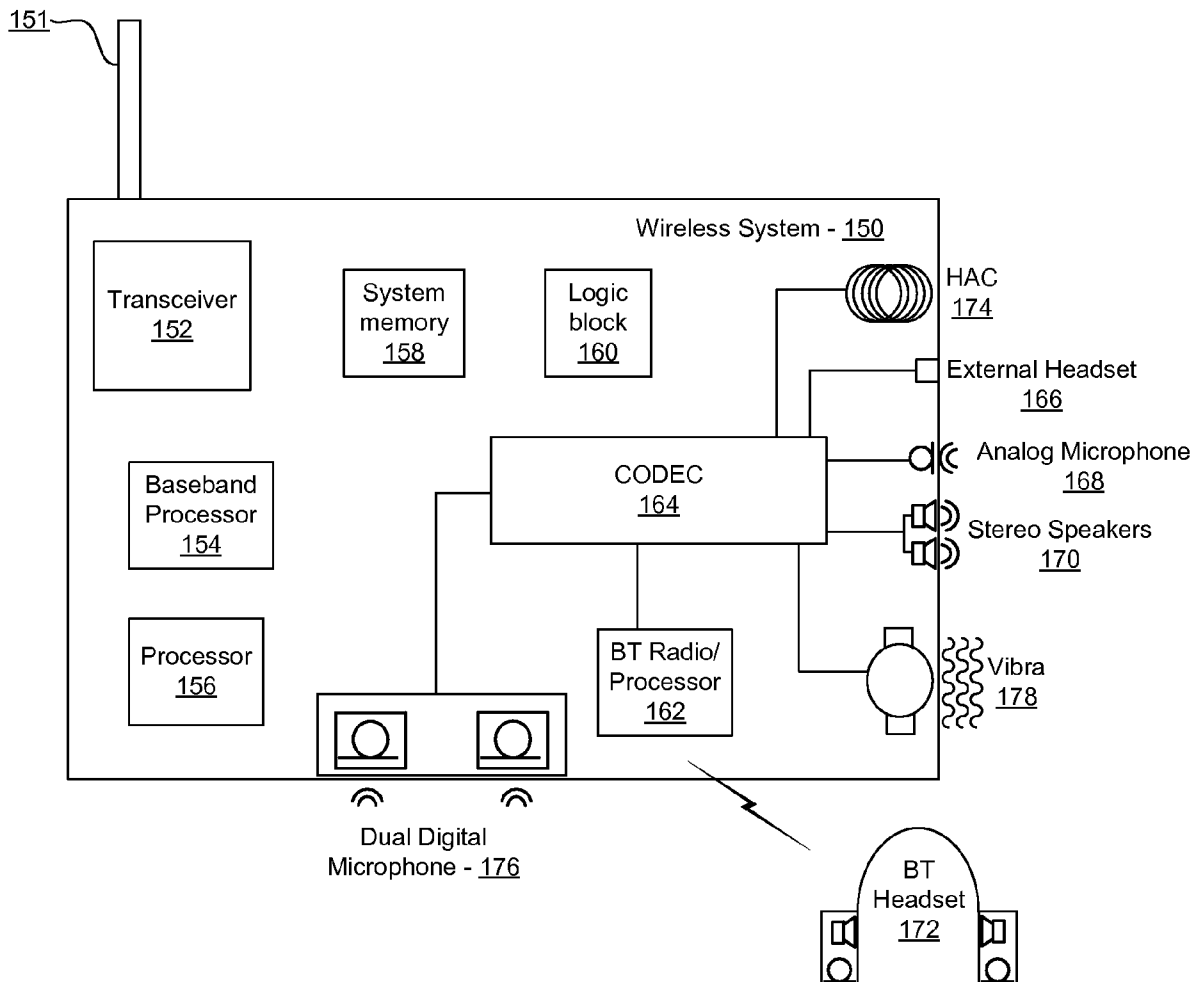 151
Wireless System - 150
Transceiver
152
System
memory
158
Logic
block
160
HAC
174
External Headset
166
Analog Microphone
168
CODEC
164
Baseband
Processor
154
Stereo Speakers
170
Processor
156
BT Radio/
Processor
162
Vibra
178
Dual Digital
Microphone - 176
BT
Headset
172